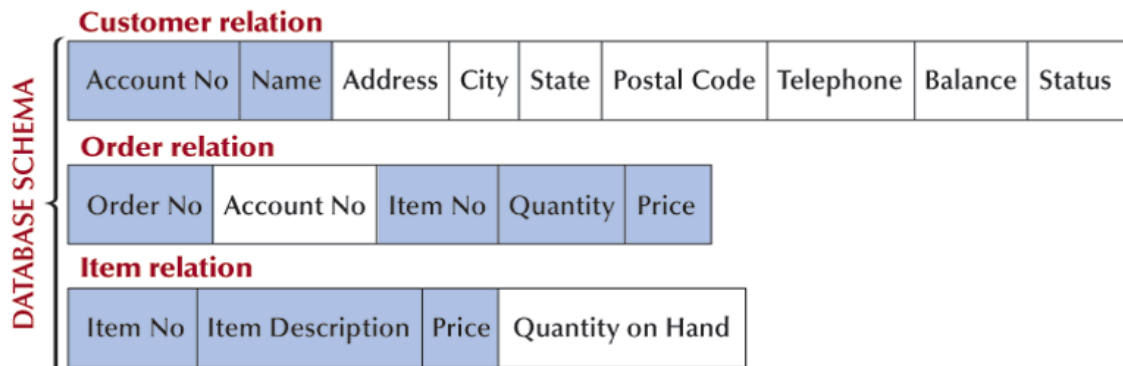 Customer relation
Account No Name Address City State Postal Code Telephone Balance Status
Order relation
Order No Account No Item No Quantity Price
Item relation
Item No Item Description Price Quantity on Hand
DATABASE SCHEMA